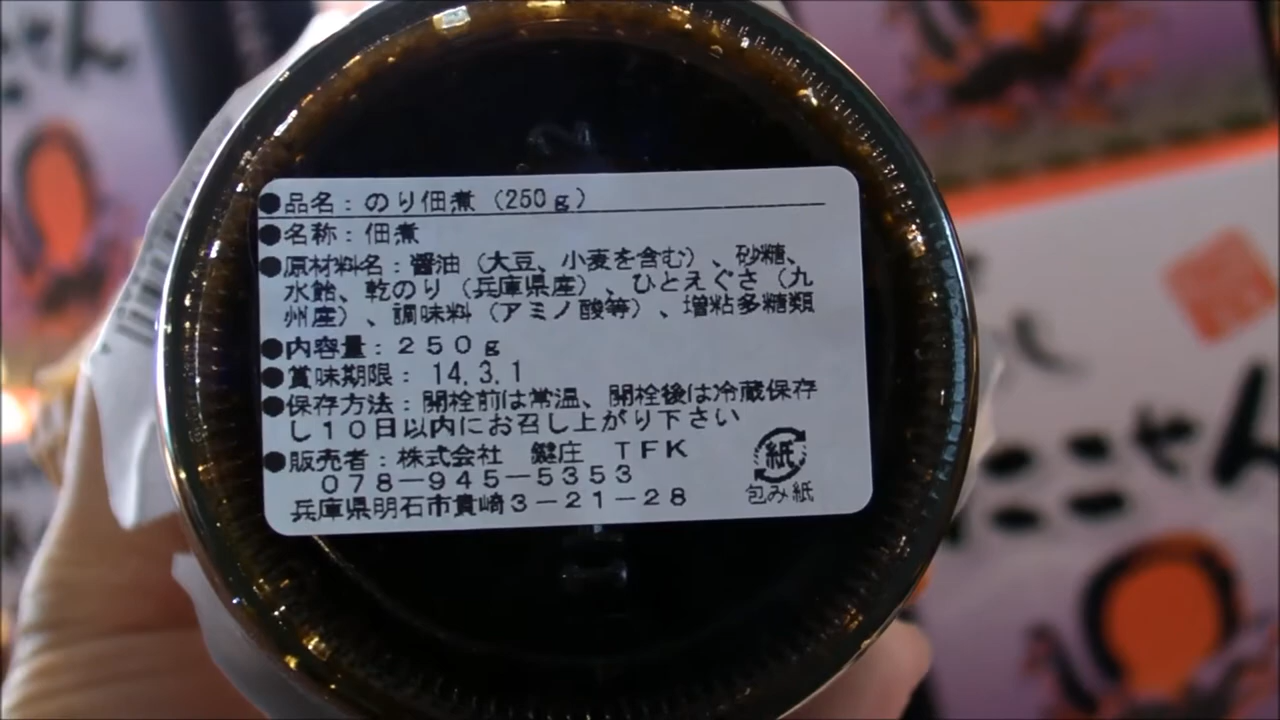 ●品名：のり佃煮（250ｇ）
●名称：佃煮
●原材料名：醤油（大豆、小麦を含む）、砂糖、
水飴、乾のり（兵庫県産）、ひとえぐさ（九
州産）、調味料（アミノ酸等）、増粘多糖類
●内容量：２５０ｇ
●賞味期限：14.3.1
●保存方法：開栓前は常温、開栓後は冷蔵保存
し１０日以内にお召し上がり下さい
●販売者：株式会社　鍵庄　ＴＦＫ
０７８－９４５－５３５３
兵庫県明石市貴崎３－２１－２８
紙
包み紙